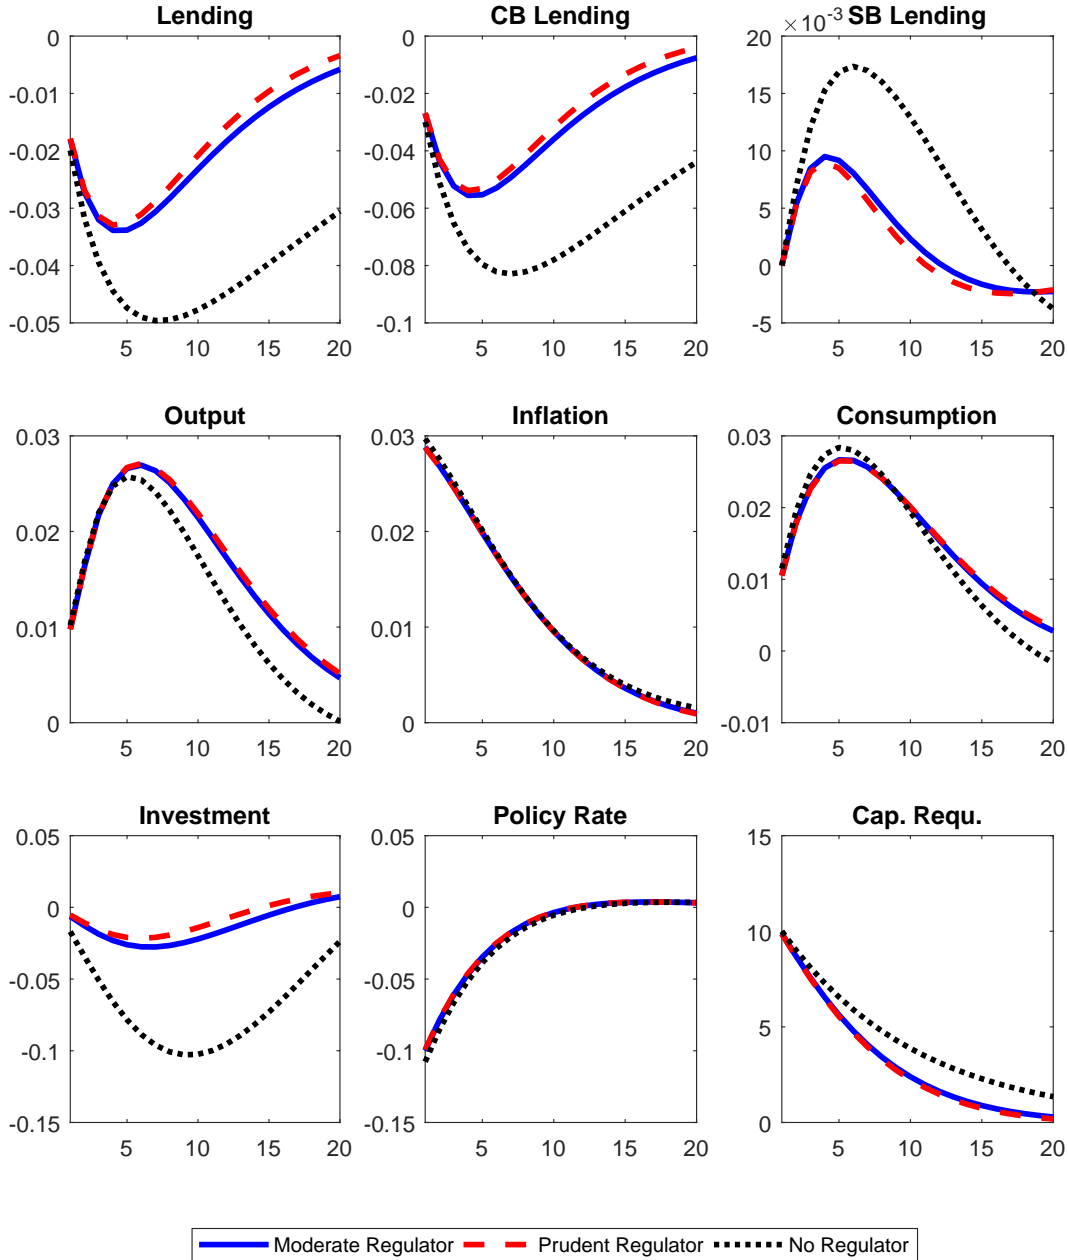 Lending
0
-0.01
-0.02
-0.03
-0.04
-0.05
5 10 15 20
CB Lending
0
-0.02
-0.04
-0.06
-0.08
-0.1
5 10 15 20
×10^-3 SB Lending
20
15
10
5
0
-5
5 10 15 20
Output
0.03
0.02
0.01
0
5 10 15 20
Inflation
0.03
0.02
0.01
0
5 10 15 20
Consumption
0.03
0.02
0.01
0
-0.01
5 10 15 20
Investment
0.05
0
-0.05
-0.1
-0.15
5 10 15 20
Policy Rate
0.05
0
-0.05
-0.1
-0.15
5 10 15 20
Cap. Requ.
15
10
5
0
5 10 15 20
Moderate Regulator Prudent Regulator No Regulator